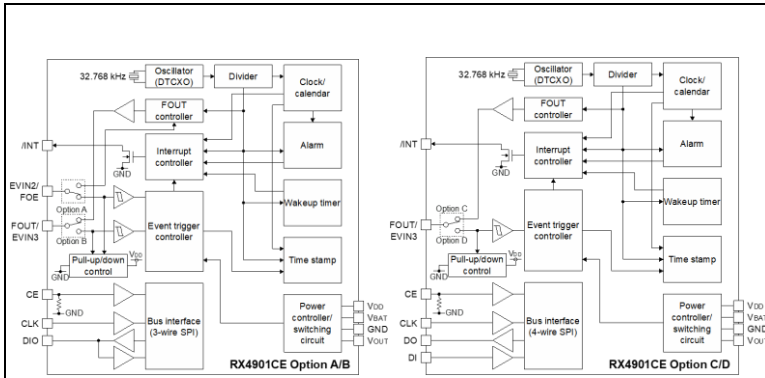 32.768 kHz
Oscillator
(DTCXO)
Divider
Clock/
calendar
FOUT
controller
/INT
GND
Interrupt
controller
Alarm
EVIN2/
FOE
Option A
Wakeup timer
FOUT/
EVIN3
Option B
Event trigger
controller
VDD
GND
Pull-up/down
control
Time stamp
CE
GND
CLK
DIO
Bus interface
(3-wire SPI)
Power
controller/
switching
circuit
VDD
VBAT
GND
VOUT
RX4901CE Option A/B
32.768 kHz
Oscillator
(DTCXO)
Divider
Clock/
calendar
FOUT
controller
/INT
GND
Interrupt
controller
Alarm
Wakeup timer
Option C
FOUT/
EVIN3
Option D
Event trigger
controller
VDD
GND
Pull-up/down
control
Time stamp
CE
GND
CLK
DO
DI
Bus interface
(4-wire SPI)
Power
controller/
switching
circuit
VDD
VBAT
GND
VOUT
RX4901CE Option C/D